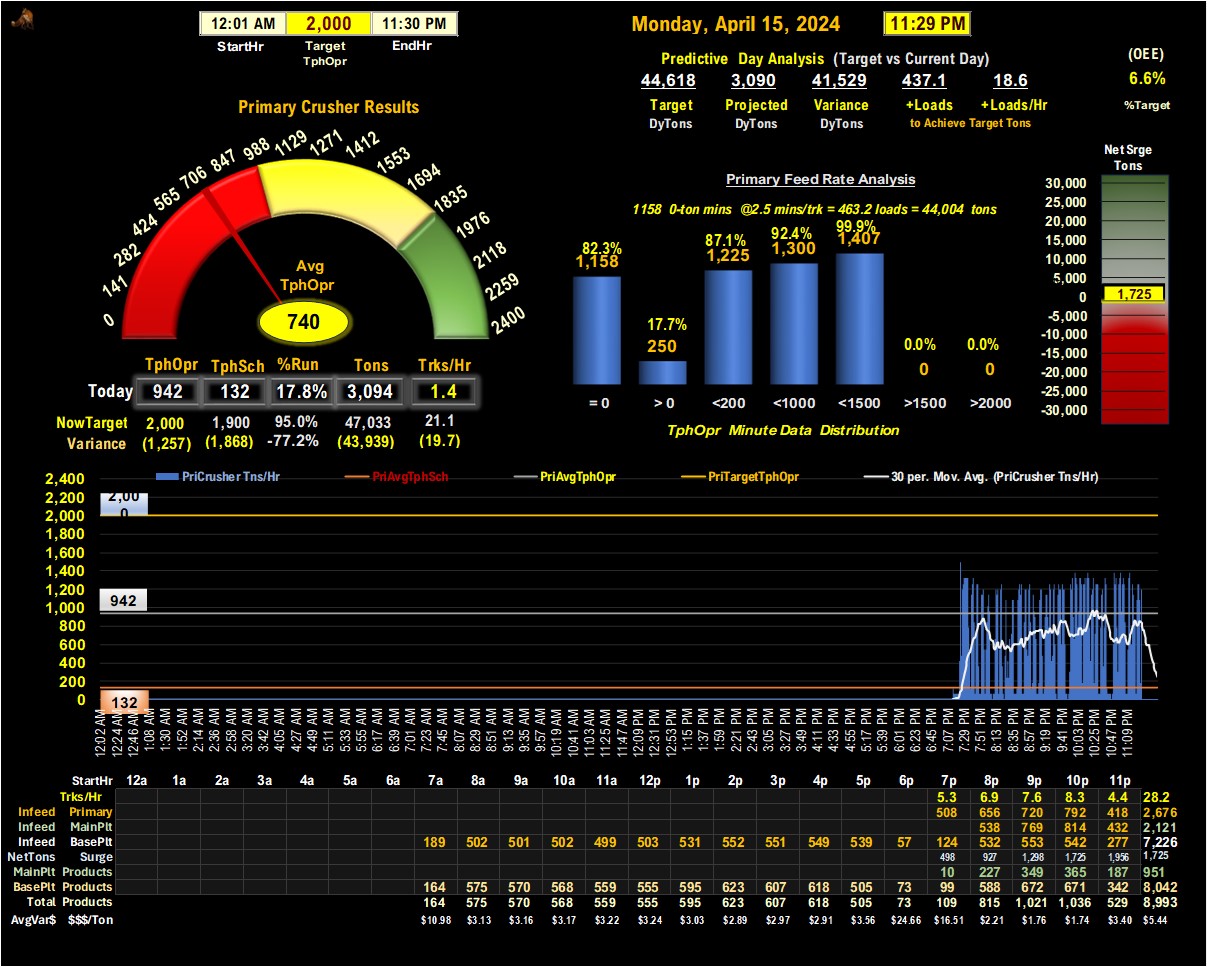 12:01 AM 2,000 11:30 PM
StartHr Target TphOpr EndHr
Monday, April 15, 2024 11:29 PM
Predictive Day Analysis (Target vs Current Day)
44,618 3,090 41,529 437.1 18.6
Target Projected Variance +Loads +Loads/Hr
DyTons DyTons DyTons to Achieve Target Tons
(OEE)
6.6%
%Target
Primary Crusher Results
0 141 282 424 565 706 847 988 1129 1271 1412 1553 1694 1835 1976 2118 2259 2400
Avg
TphOpr
740
TphOpr TphSch %Run Tons Trks/Hr
Today 942 132 17.8% 3,094 1.4
NowTarget 2,000 1,900 95.0% 47,033 21.1
Variance (1,257) (1,868) -77.2% (43,939) (19.7)
Primary Feed Rate Analysis
1158 0-ton mins @2.5 mins/trk = 463.2 loads = 44,004 tons
82.3% 17.7% 87.1% 92.4% 99.9% 0.0% 0.0%
1,158 250 1,225 1,300 1,407 0 0
= 0 > 0 <200 <1000 <1500 >1500 >2000
TphOpr Minute Data Distribution
Net Srge
Tons
30,000
25,000
20,000
15,000
10,000
5,000
0 1,725
-5,000
-10,000
-15,000
-20,000
-25,000
-30,000
PriCrusher Tns/Hr PriAvgTphSch PriAvgTphOpr PriTargetTphOpr 30 per. Mov. Avg. (PriCrusher Tns/Hr)
2,400
2,200 2,000
2,000
1,800
1,600
1,400
1,200
1,000 942
800
600
400
200
0 132
12:02 AM 12:24 AM 12:46 AM 1:08 AM 1:30 AM 1:52 AM 2:14 AM 2:36 AM 2:58 AM 3:20 AM 3:42 AM 4:05 AM 4:27 AM 4:49 AM 5:11 AM 5:33 AM 5:55 AM 6:17 AM 6:39 AM 7:01 AM 7:23 AM 7:45 AM 8:07 AM 8:29 AM 8:51 AM 9:13 AM 9:35 AM 9:57 AM 10:19 AM 10:41 AM 11:03 AM 11:25 AM 11:47 AM 12:09 PM 12:31 PM 12:53 PM 1:15 PM 1:37 PM 1:59 PM 2:21 PM 2:43 PM 3:05 PM 3:27 PM 3:49 PM 4:11 PM 4:33 PM 4:55 PM 5:17 PM 5:39 PM 6:01 PM 6:23 PM 6:45 PM 7:07 PM 7:29 PM 7:51 PM 8:13 PM 8:35 PM 8:57 PM 9:19 PM 9:41 PM 10:03 PM 10:25 PM 10:47 PM 11:09 PM
StartHr 12a 1a 2a 3a 4a 5a 6a 7a 8a 9a 10a 11a 12p 1p 2p 3p 4p 5p 6p 7p 8p 9p 10p 11p
Trks/Hr 5.3 6.9 7.6 8.3 4.4 28.2
Infeed Primary 508 656 720 792 418 2,676
Infeed MainPlt 538 769 814 432 2,121
Infeed BasePlt 189 502 501 502 499 503 531 552 551 549 539 57 124 532 553 542 277 7,226
NetTons Surge 498 927 1,298 1,725 1,956 1,725
MainPlt Products 10 227 349 365 187 951
BasePlt Products 164 575 570 568 559 555 595 623 607 618 505 73 99 588 672 671 342 8,042
Total Products 164 575 570 568 559 555 595 623 607 618 505 73 109 815 1,021 1,036 529 8,993
AvgVar$ $$$/Ton $10.98 $3.13 $3.16 $3.17 $3.22 $3.24 $3.03 $2.89 $2.97 $2.91 $3.56 $24.66 $16.51 $2.21 $1.76 $1.74 $3.40 $5.44